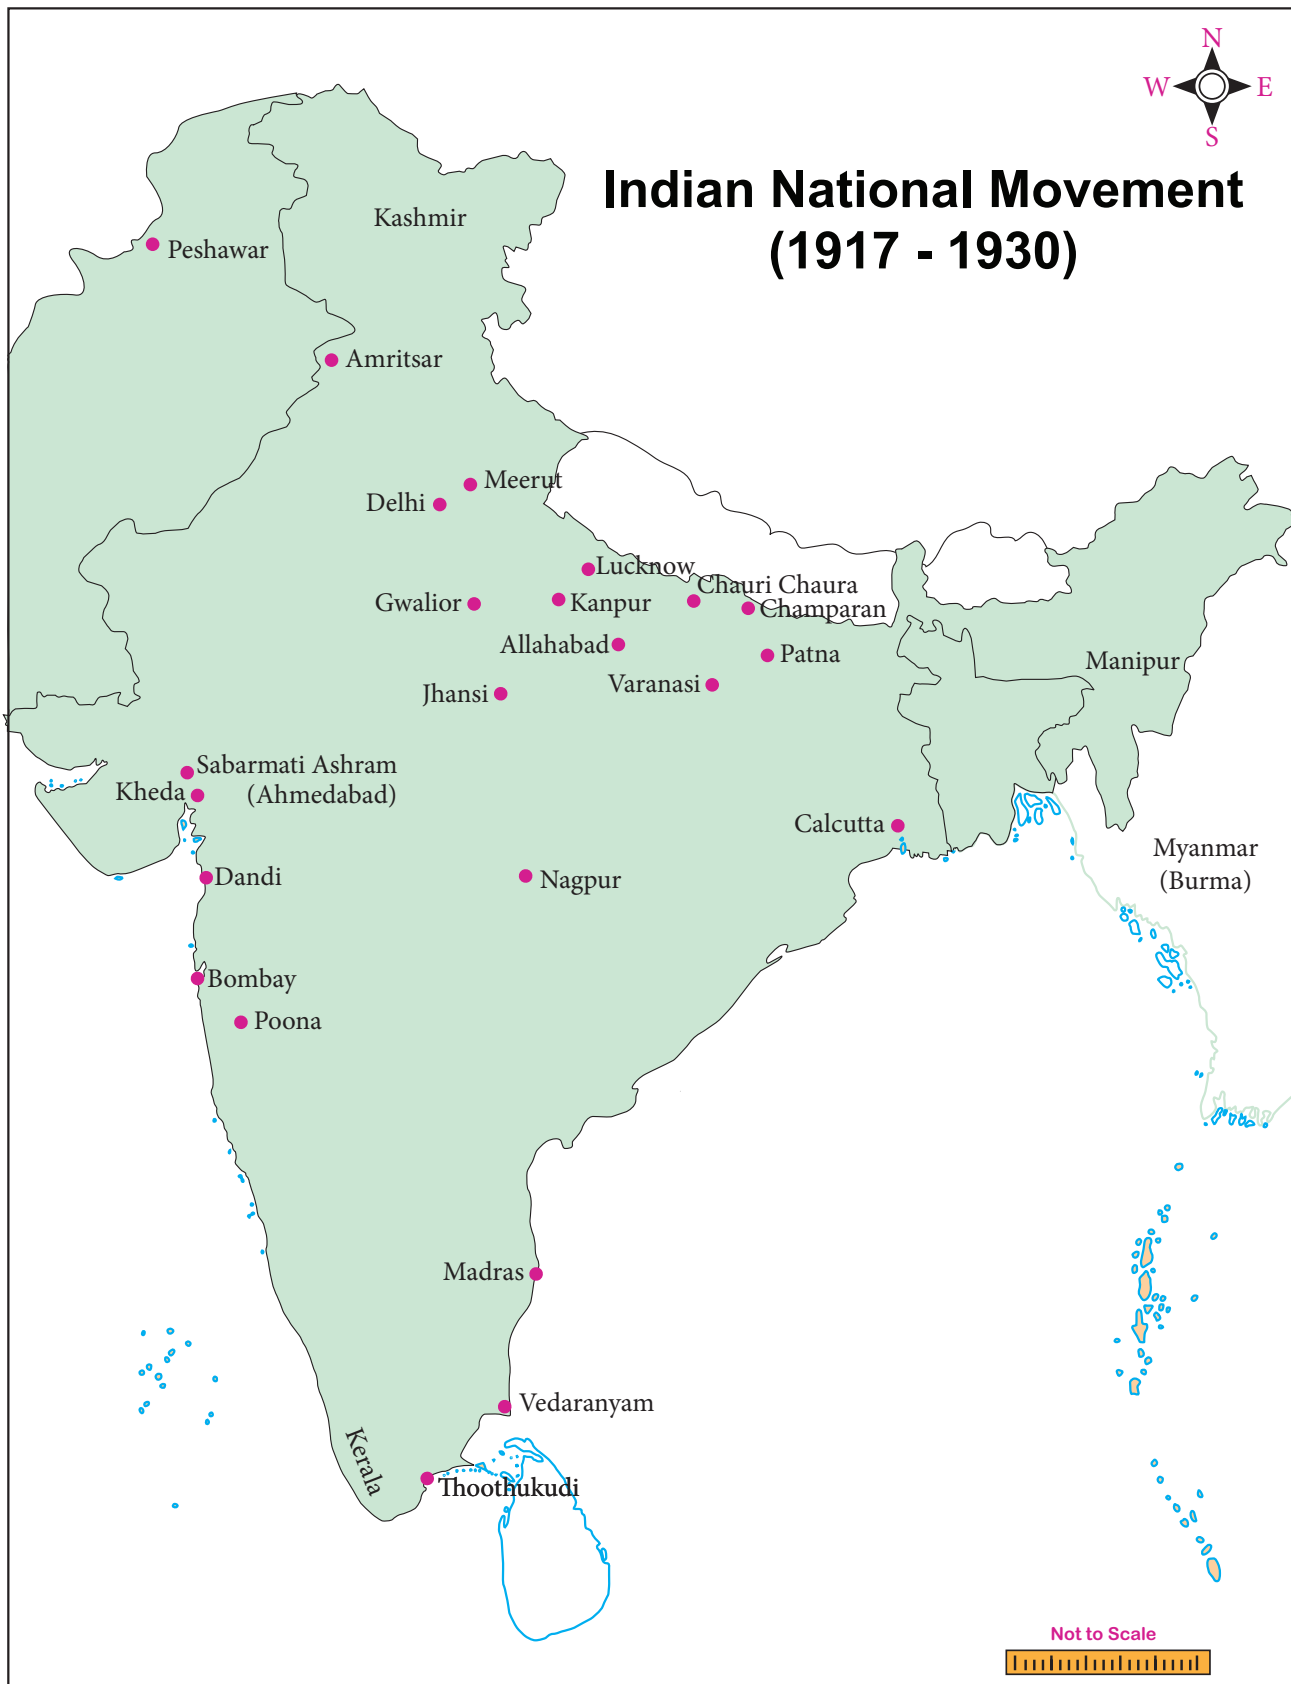 N
W E
S
Indian National Movement
(1917 - 1930)
Kashmir
Peshawar
Amritsar
Meerut
Delhi
Lucknow
Chauri Chaura
Gwalior
Kanpur
Champaran
Allahabad
Patna
Manipur
Varanasi
Jhansi
Sabarmati Ashram
(Ahmedabad)
Kheda
Calcutta
Myanmar
(Burma)
Dandi
Nagpur
Bombay
Poona
Madras
Vedaranyam
Kerala
Thoothukudi
Not to Scale